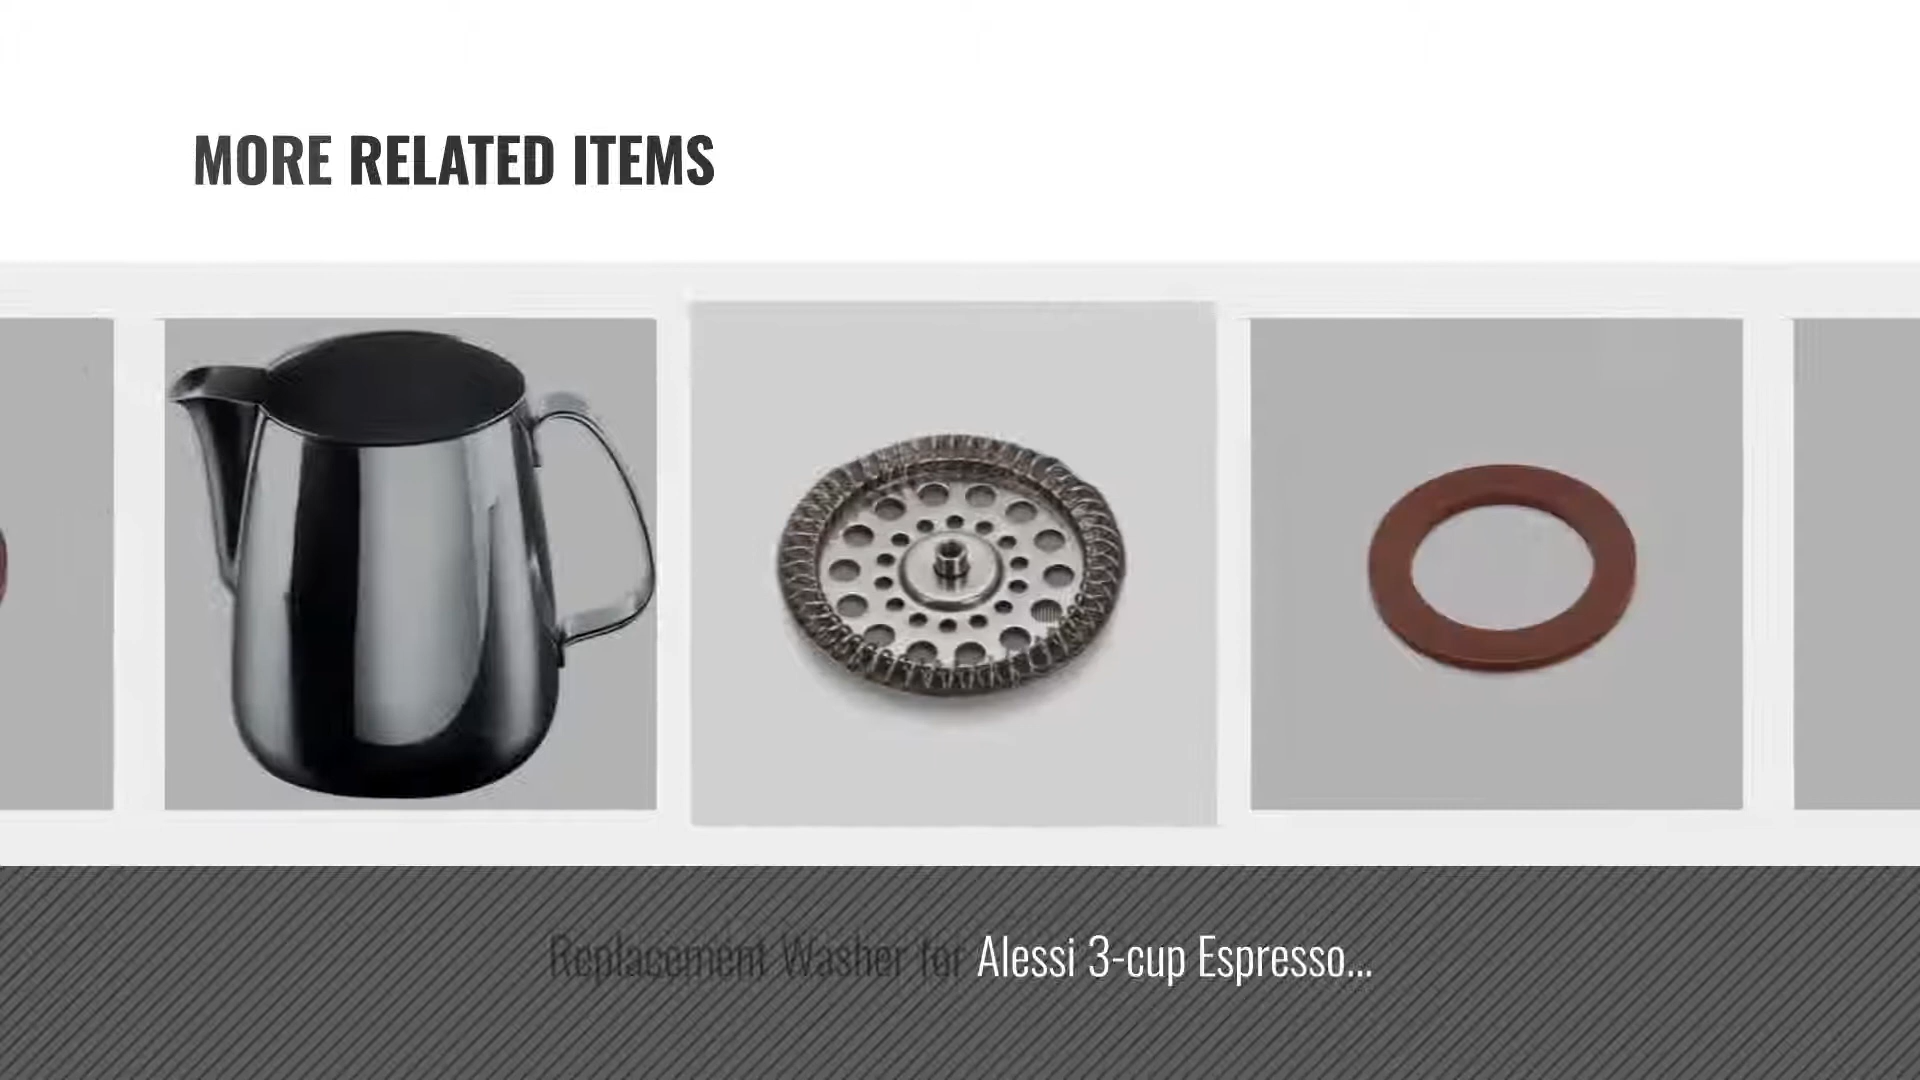 MORE RELATED ITEMS
Replacement Washer for Alessi 3-cup Espresso...